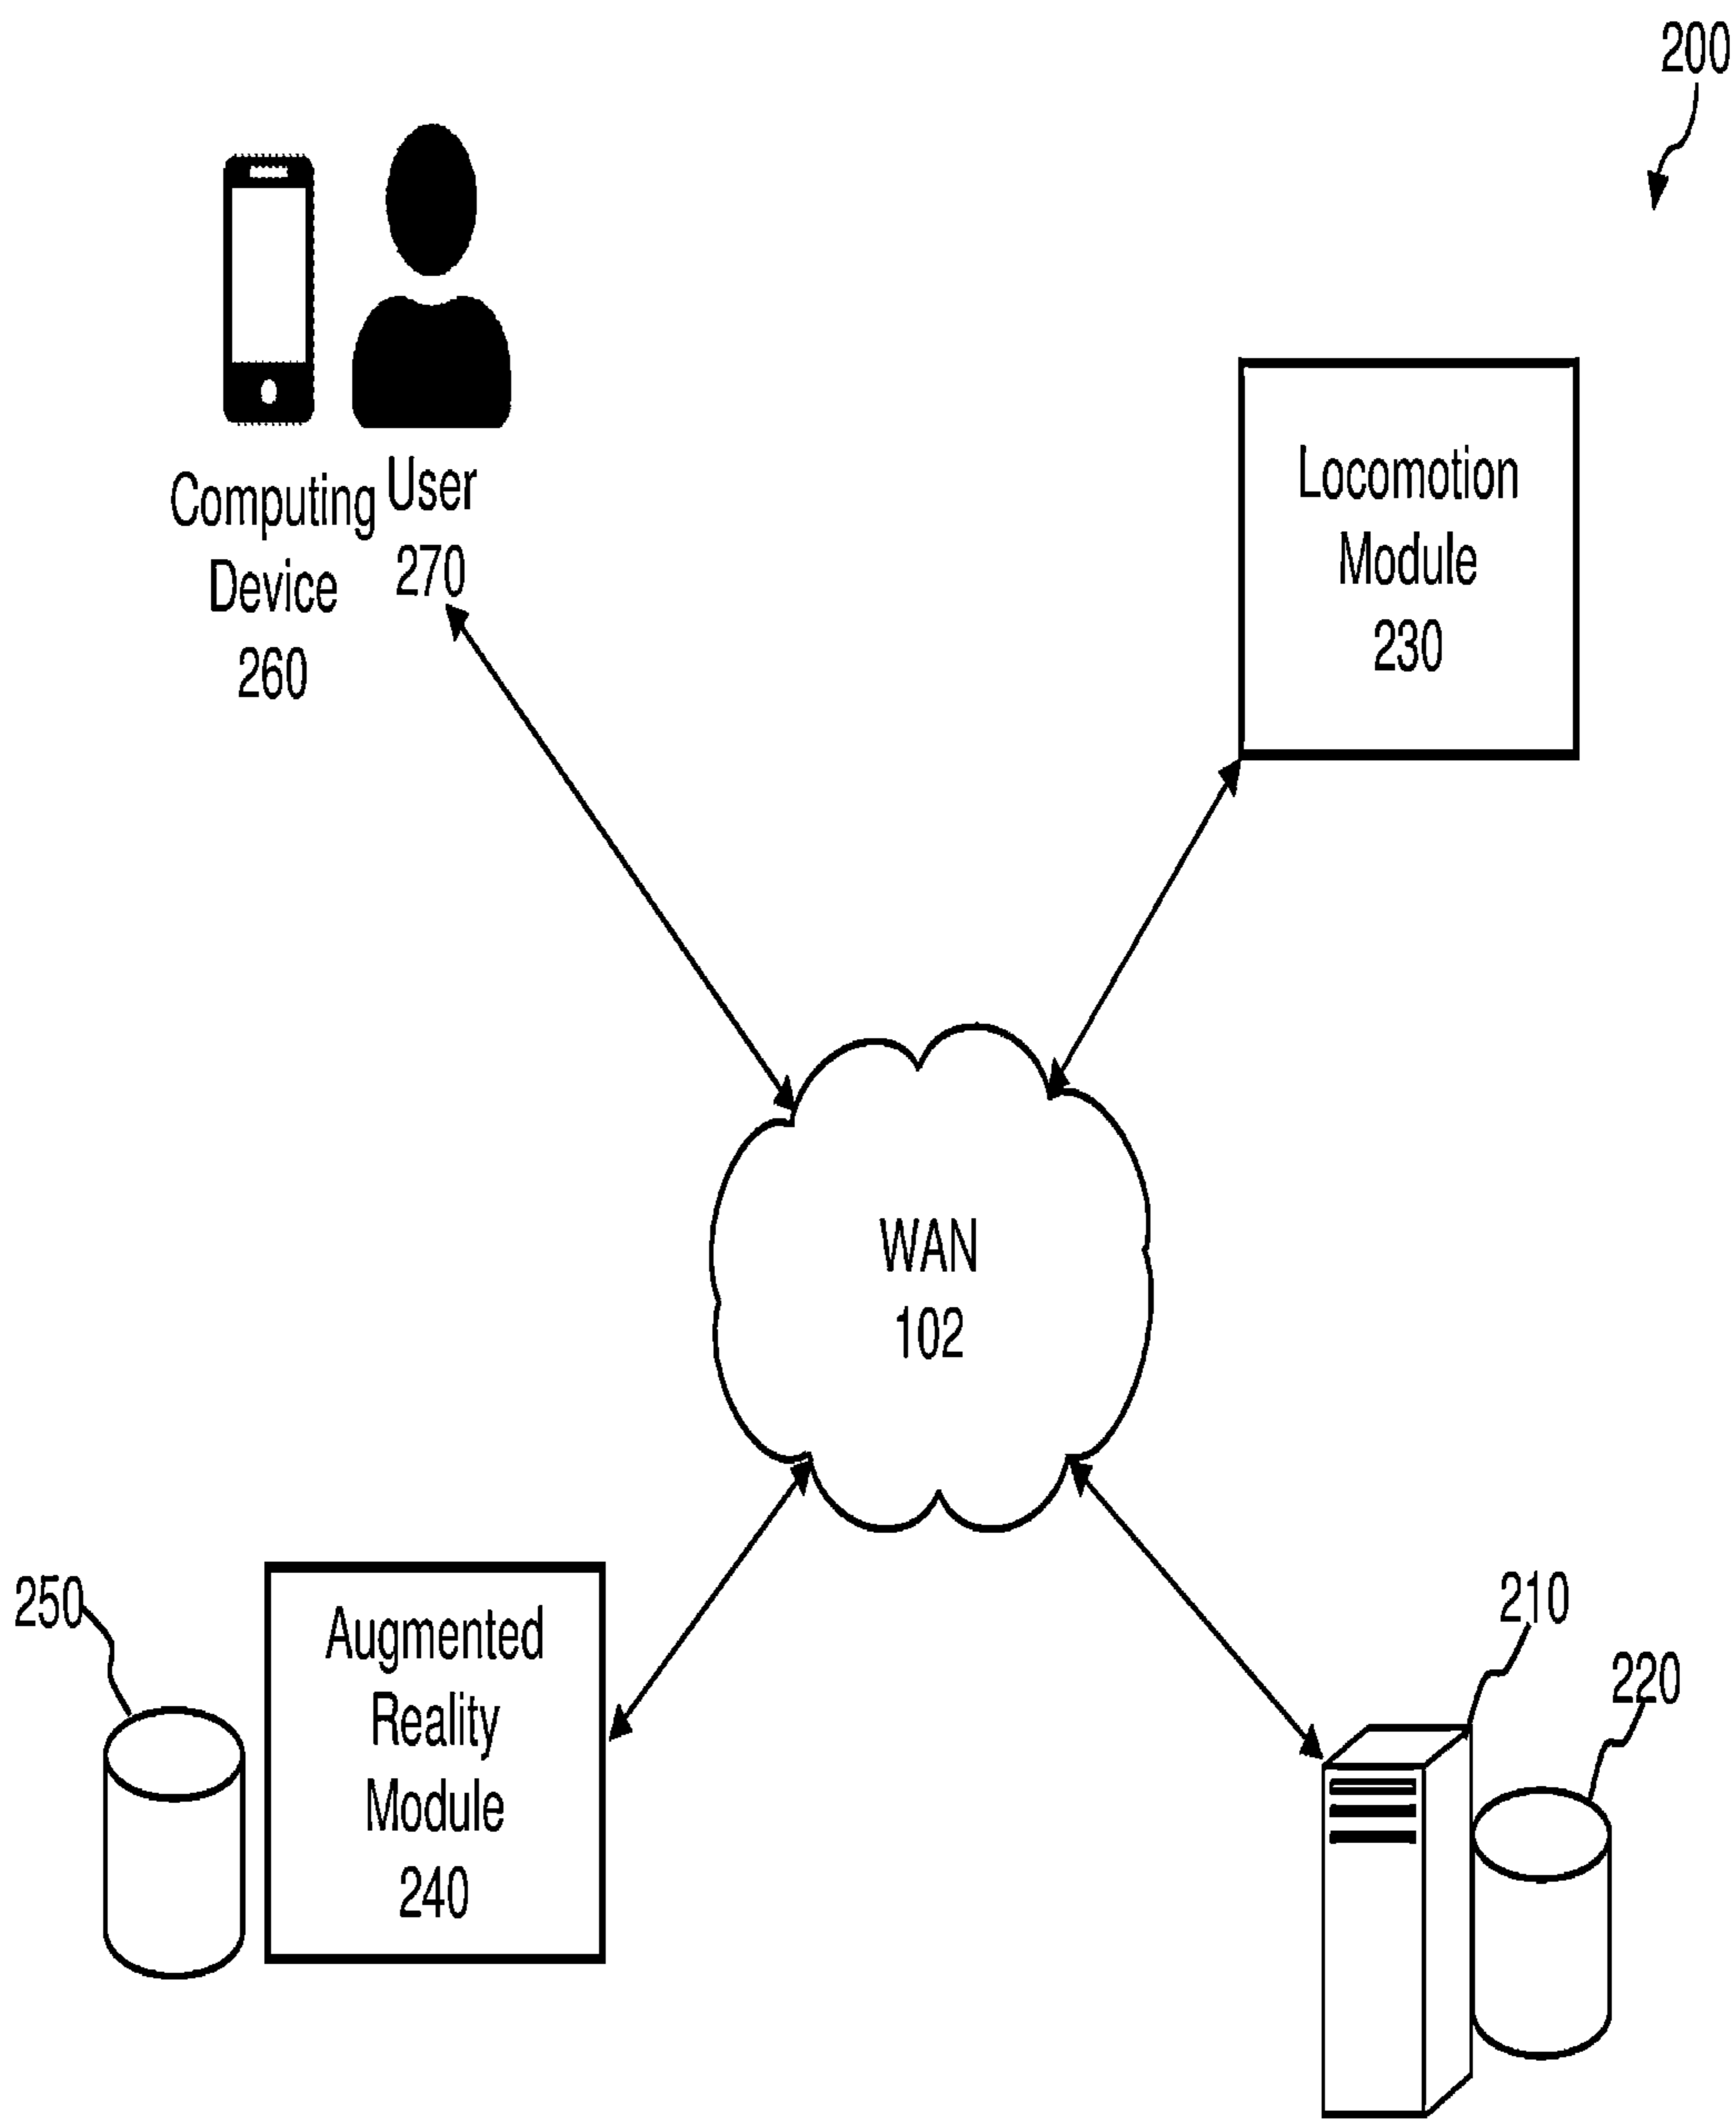 200
Computing
Device
260
User
270
Locomotion
Module
230
WAN
102
250
Augmented
Reality
Module
240
210
220